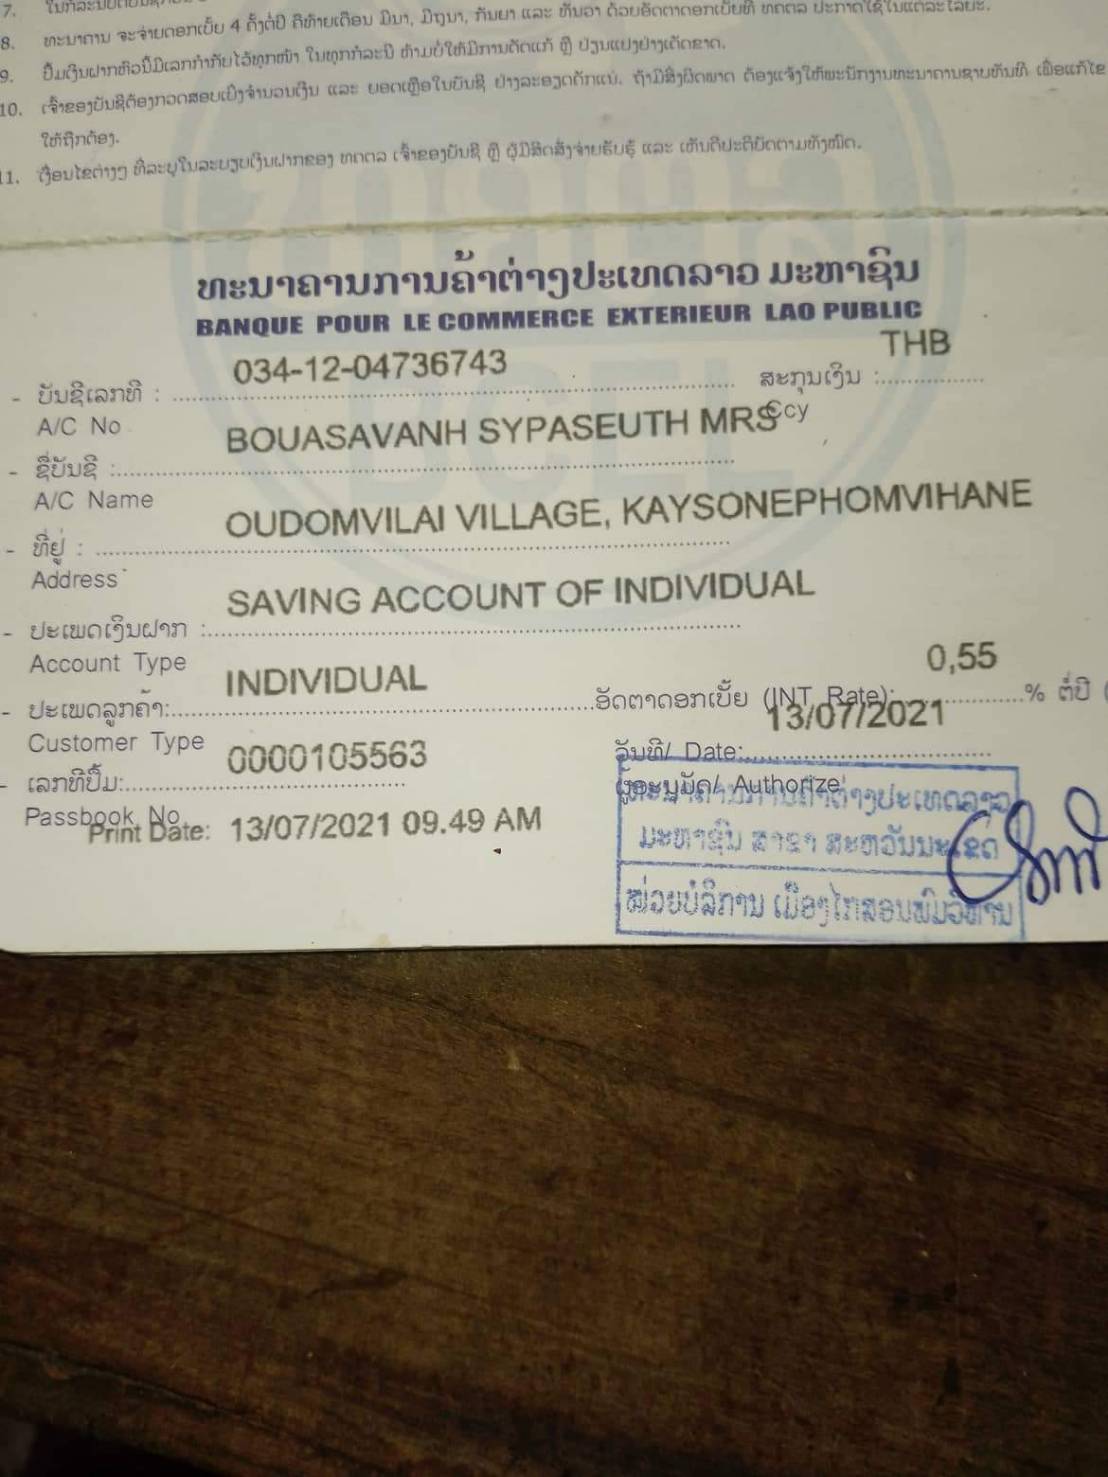 7.
8. ທະນາຄານ ຈະຈ່າຍດອກເບັ້ຍ 4 ຄັ້ງຕໍ່ປີ ຄືທ້າຍເດືອນ ມີນາ, ມິຖຸນາ, ກັນຍາ ແລະ ທັນວາ ດ້ວຍອັດຕາດອກເບັ້ຍທີ່ ທຄຕລ ປະກາດໃຊ້ໃນແຕ່ລະໄລຍະ.
9. ປຶ້ມເງິນຝາກຫົວນີ້ມີເລກກຳກັບໄວ້ທຸກໜ້າ ໃນທຸກກໍລະນີ ຫ້າມບໍ່ໃຫ້ມີການດັດແກ້ ຫຼື ປ່ຽນແປງຢ່າງເດັດຂາດ.
10. ເຈົ້າຂອງບັນຊີຕ້ອງກວດສອບເບິ່ງຈຳນວນເງິນ ແລະ ຍອດເຫຼືອໃນບັນຊີ ຢ່າງລະອຽດຖັກແນ່. ຖ້າມີສິ່ງຜິດພາດ ຕ້ອງແຈ້ງໃຫ້ພະນັກງານທະນາຄານຊາບທັນທີ ເພື່ອແກ້ໄຂ
ໃຫ້ຖືກຕ້ອງ.
11. ເງື່ອນໄຂຕ່າງໆ ທີ່ລະບຸໃນລະບຽບເງິນຝາກຂອງ ທຄຕລ ເຈົ້າຂອງບັນຊີ ຫຼື ຜູ້ມີສິດສັ່ງຈ່າຍຮັບຮູ້ ແລະ ເຫັນດີປະຕິບັດຕາມທັງໝົດ.
ທະນາຄານການຄ້າຕ່າງປະເທດລາວ ມະຫາຊົນ
BANQUE POUR LE COMMERCE EXTERIEUR LAO PUBLIC
- ບັນຊີເລກທີ : 034-12-04736743 ສະກຸນເງິນ : THB
A/C No Ccy
- ຊື່ບັນຊີ : BOUASAVANH SYPASEUTH MRS
A/C Name
- ທີ່ຢູ່ : OUDOMVILAI VILLAGE, KAYSONEPHOMVIHANE
Address
- ປະເພດເງິນຝາກ : SAVING ACCOUNT OF INDIVIDUAL
Account Type
- ປະເພດລູກຄ້າ: INDIVIDUAL ອັດຕາດອກເບັ້ຍ (INT Rate): 0,55 % ຕໍ່ປີ (
Customer Type
- ເລກທີປຶ້ມ: 0000105563 ວັນທີ/ Date: 13/07/2021
Passbook No ຜູ້ອະນຸມັດ/ Authorize
Print Date: 13/07/2021 09.49 AM
ທະນາຄານການຄ້າຕ່າງປະເທດລາວ
ມະຫາຊົນ ສາຂາ ສະຫວັນນະເຂດ
ໜ່ວຍບໍລິການ ເມືອງໄກສອນພົມວິຫານ